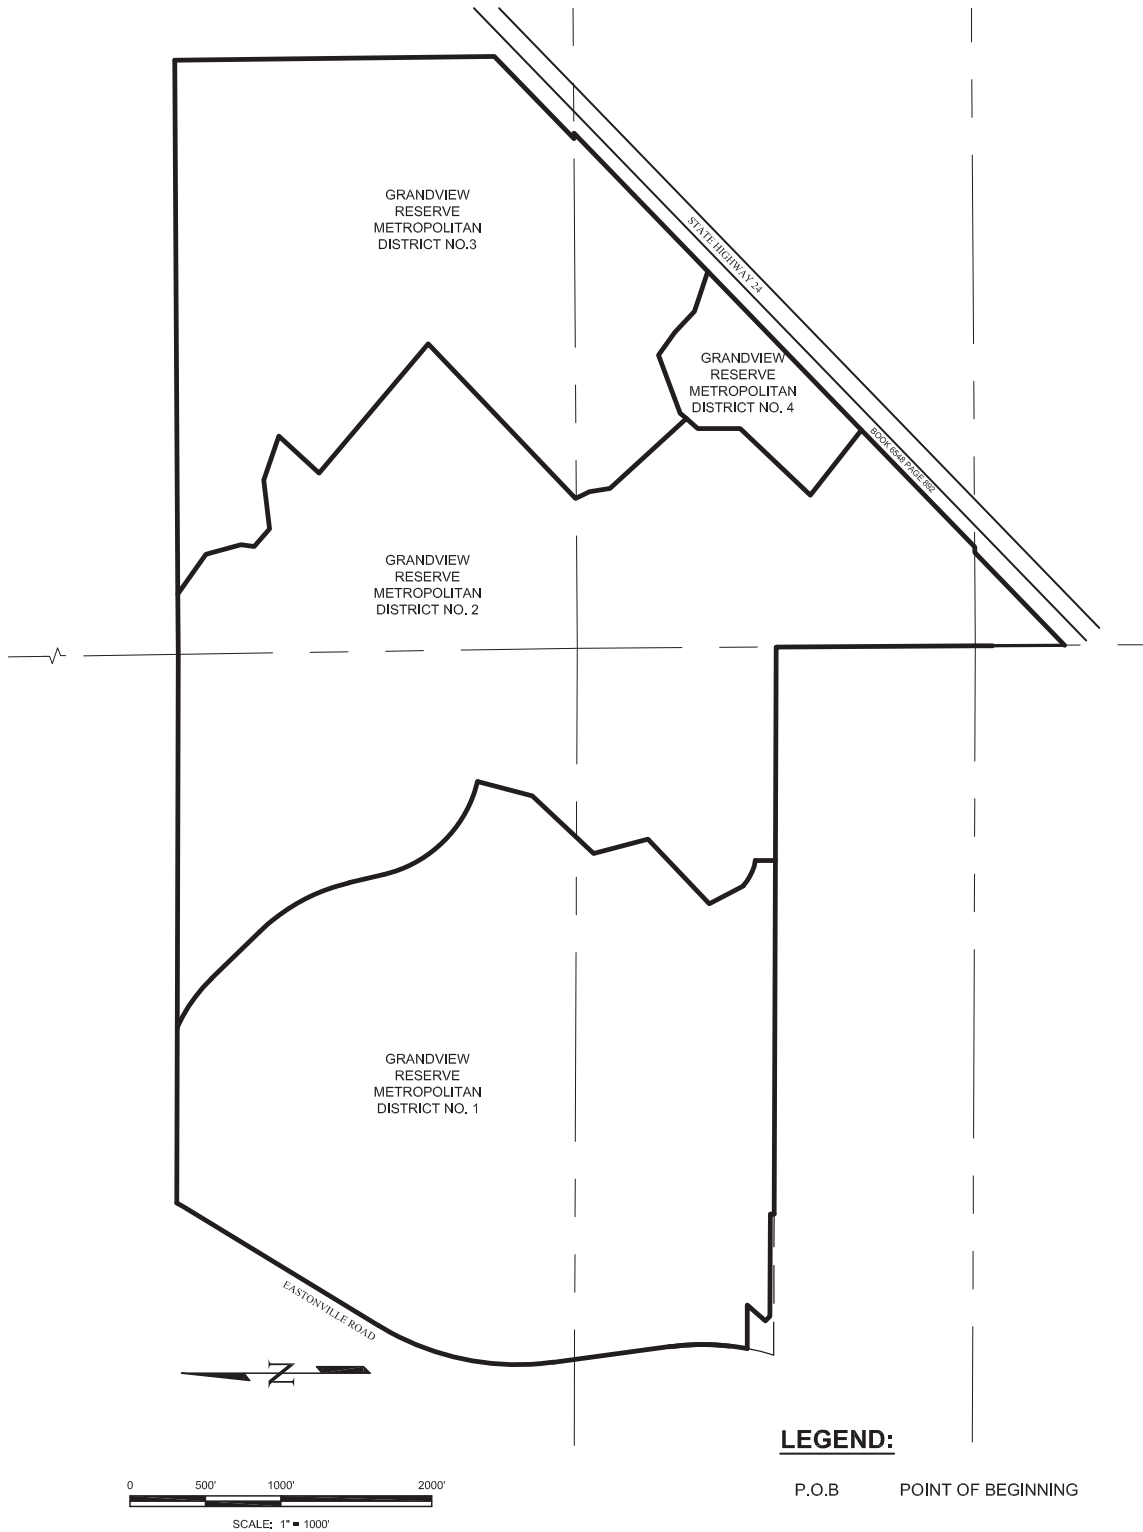 GRANDVIEW
RESERVE
METROPOLITAN
DISTRICT NO.3
STATE HIGHWAY 24
GRANDVIEW
RESERVE
METROPOLITAN
DISTRICT NO. 4
BOOK 6548 PAGE 892
GRANDVIEW
RESERVE
METROPOLITAN
DISTRICT NO. 2
GRANDVIEW
RESERVE
METROPOLITAN
DISTRICT NO. 1
EASTONVILLE ROAD
N
LEGEND:
P.O.B POINT OF BEGINNING
0 500' 1000' 2000'
SCALE: 1" = 1000'